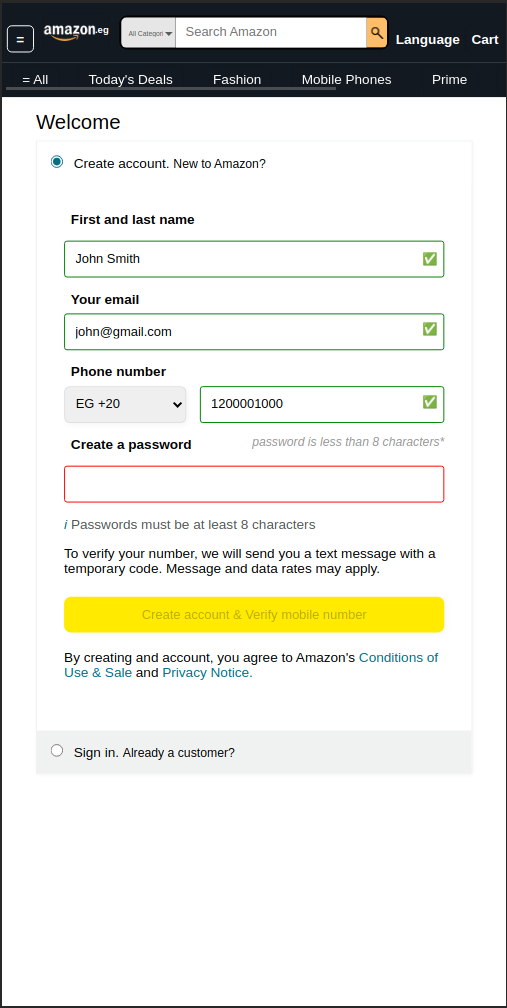 =
amazon.eg
All Categori
Search Amazon
Language Cart
= All Today's Deals Fashion Mobile Phones Prime
Welcome
Create account. New to Amazon?
First and last name
John Smith
Your email
john@gmail.com
Phone number
EG +20 1200001000
Create a password password is less than 8 characters*
i Passwords must be at least 8 characters
To verify your number, we will send you a text message with a
temporary code. Message and data rates may apply.
Create account & Verify mobile number
By creating and account, you agree to Amazon's Conditions of
Use & Sale and Privacy Notice.
Sign in. Already a customer?